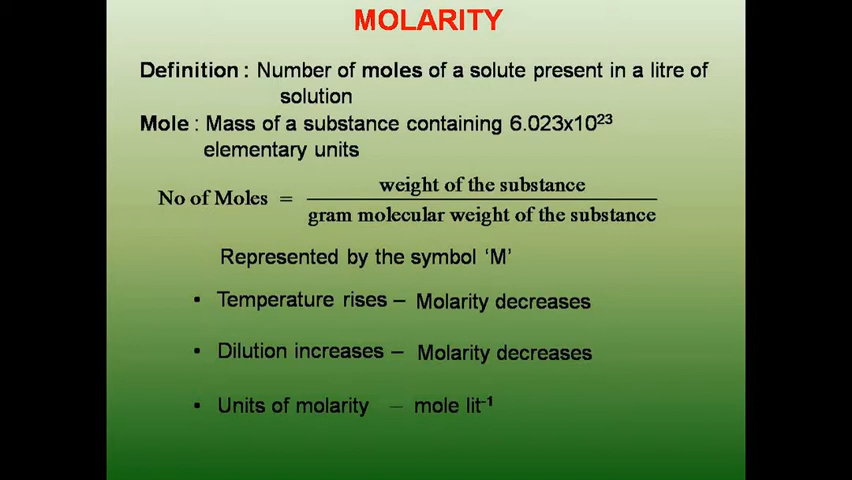 MOLARITY
Definition : Number of moles of a solute present in a litre of
solution
Mole : Mass of a substance containing 6.023x10²³
elementary units
weight of the substance
No of Moles =
gram molecular weight of the substance
Represented by the symbol ‘M’
▪ Temperature rises – Molarity decreases
▪ Dilution increases – Molarity decreases
▪ Units of molarity – mole lit⁻¹